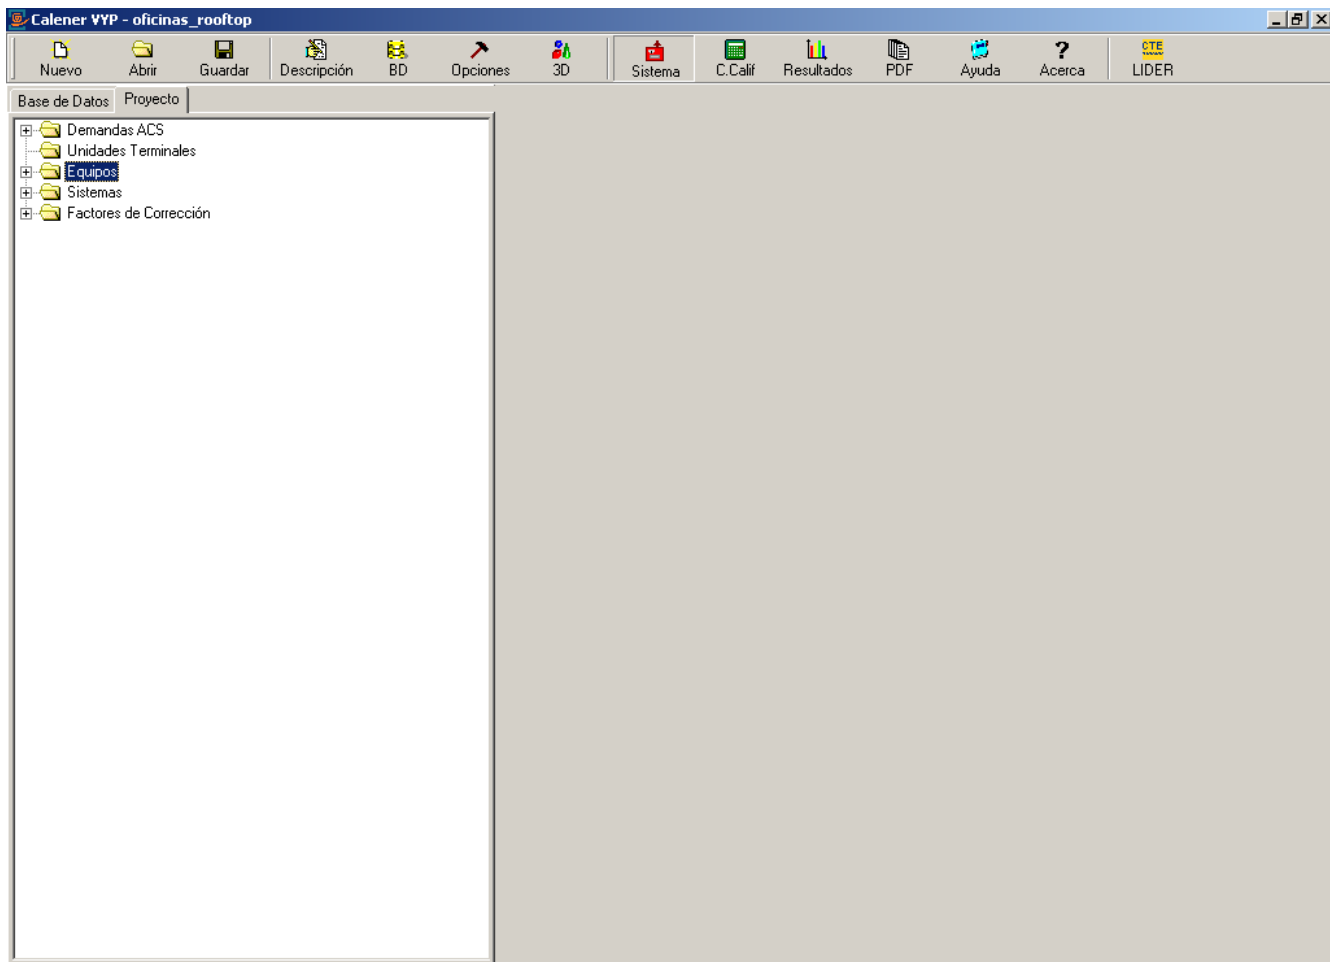 Calener VYP - oficinas_rooftop
Nuevo Abrir Guardar Descripción BD Opciones 3D Sistema C.Calif Resultados PDF Ayuda ? Acerca CTE LIDER
Base de Datos Proyecto
Demandas ACS
Unidades Terminales
Equipos
Sistemas
Factores de Corrección